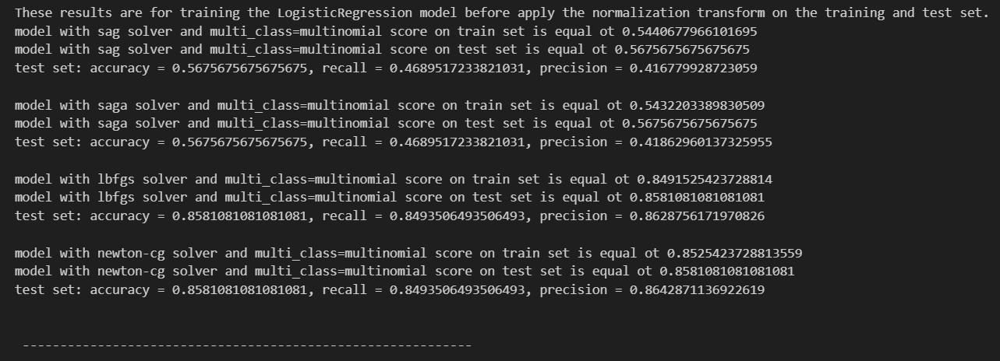 These results are for training the LogisticRegression model before apply the normalization transform on the training and test set.
model with sag solver and multi_class=multinomial score on train set is equal ot 0.5440677966101695
model with sag solver and multi_class=multinomial score on test set is equal ot 0.5675675675675675
test set: accuracy = 0.5675675675675675, recall = 0.4689517233821031, precision = 0.416779928723059

model with saga solver and multi_class=multinomial score on train set is equal ot 0.5432203389830509
model with saga solver and multi_class=multinomial score on test set is equal ot 0.5675675675675675
test set: accuracy = 0.5675675675675675, recall = 0.4689517233821031, precision = 0.41862960137325955

model with lbfgs solver and multi_class=multinomial score on train set is equal ot 0.8491525423728814
model with lbfgs solver and multi_class=multinomial score on test set is equal ot 0.8581081081081081
test set: accuracy = 0.8581081081081081, recall = 0.8493506493506493, precision = 0.8628756171970826

model with newton-cg solver and multi_class=multinomial score on train set is equal ot 0.8525423728813559
model with newton-cg solver and multi_class=multinomial score on test set is equal ot 0.8581081081081081
test set: accuracy = 0.8581081081081081, recall = 0.8493506493506493, precision = 0.8642871136922619

------------------------------------------------------------